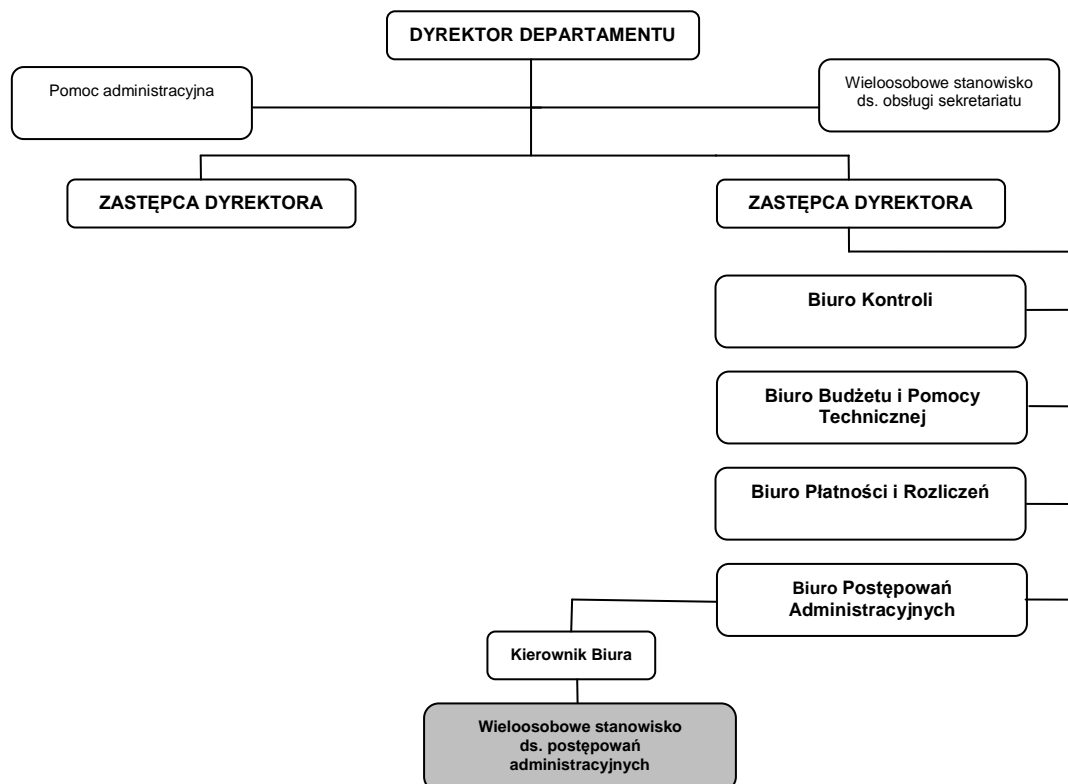 DYREKTOR DEPARTAMENTU
Pomoc administracyjna
Wieloosobowe stanowisko
ds. obsługi sekretariatu
ZASTĘPCA DYREKTORA
ZASTĘPCA DYREKTORA
Biuro Kontroli
Biuro Budżetu i Pomocy
Technicznej
Biuro Płatności i Rozliczeń
Biuro Postępowań
Administracyjnych
Kierownik Biura
Wieloosobowe stanowisko
ds. postępowań
administracyjnych